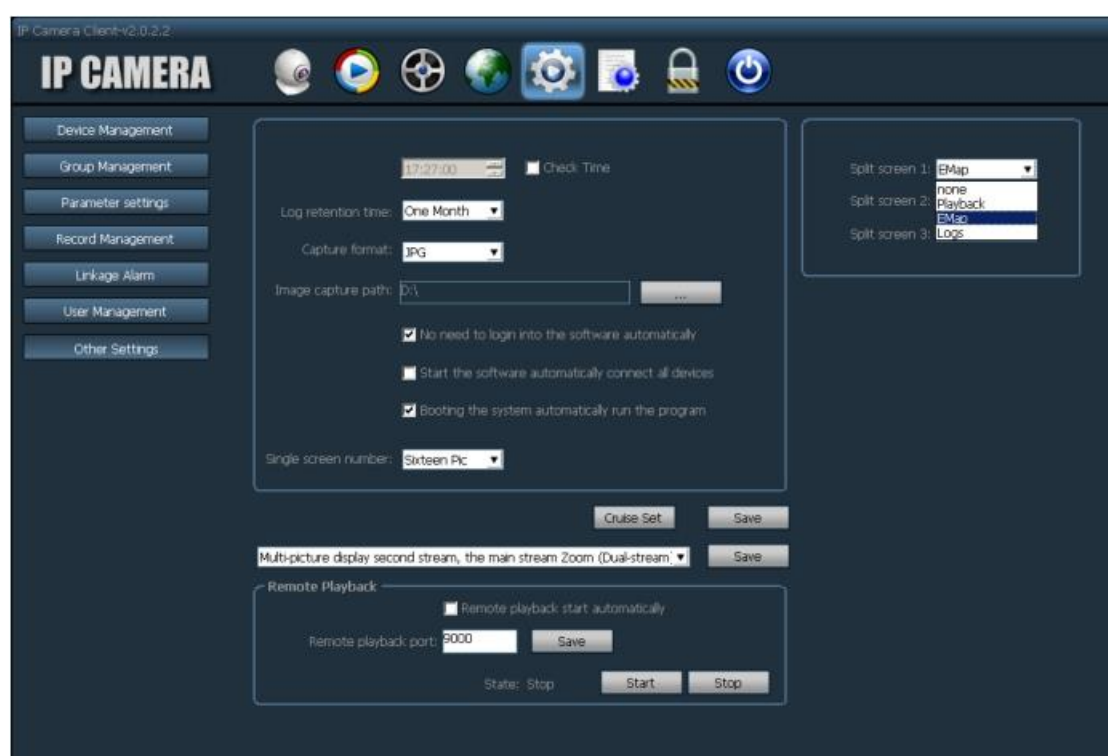 IP Camera Client-v2.0.2.2
IP CAMERA
Device Management
Group Management
Parameter settings
Record Management
Linkage Alarm
User Management
Other Settings
17:27:00
Check Time
Log retention time: One Month
Capture format: JPG
Image capture path: D:\
...
No need to login into the software automatically
Start the software automatically connect all devices
Booting the system automatically run the program
Single screen number: Sixteen Pic
Cruise Set
Save
Multi-picture display second stream, the main stream Zoom (Dual-stream)
Save
Remote Playback
Remote playback start automatically
Remote playback port: 9000
Save
State: Stop
Start
Stop
Split screen 1: EMap
none
Split screen 2: Playback
EMap
Split screen 3: Logs